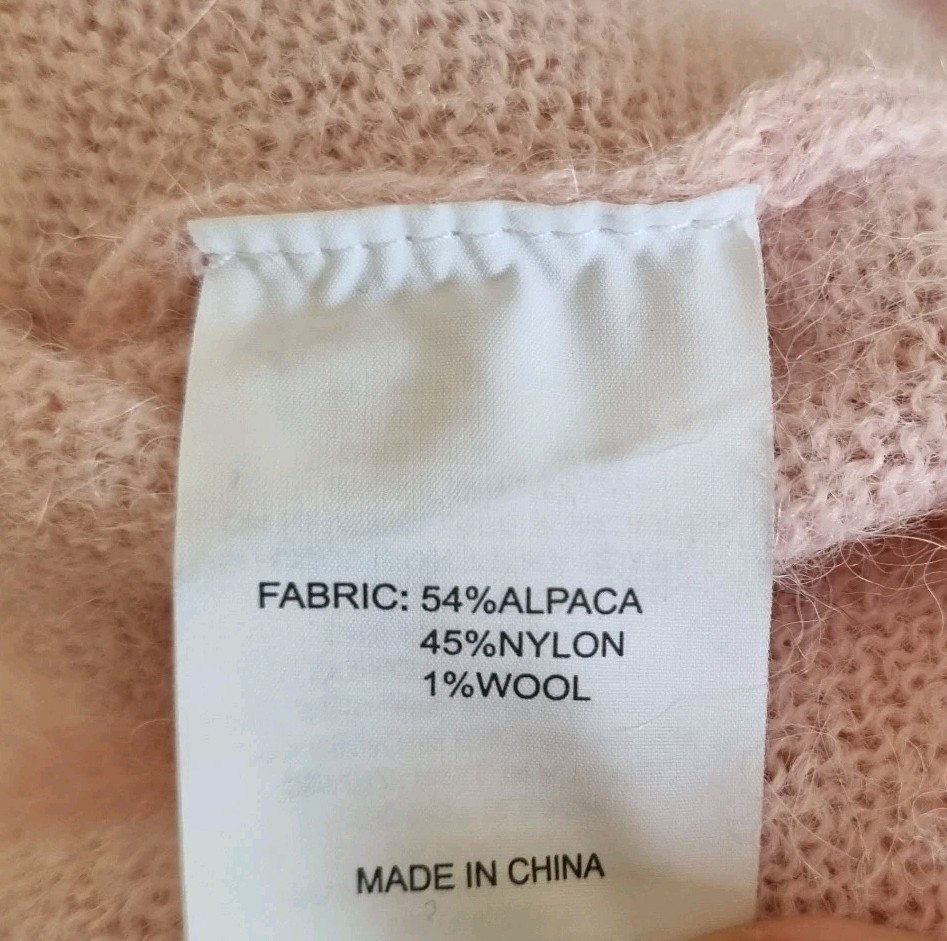 FABRIC: 54%ALPACA
45%NYLON
1%WOOL
MADE IN CHINA